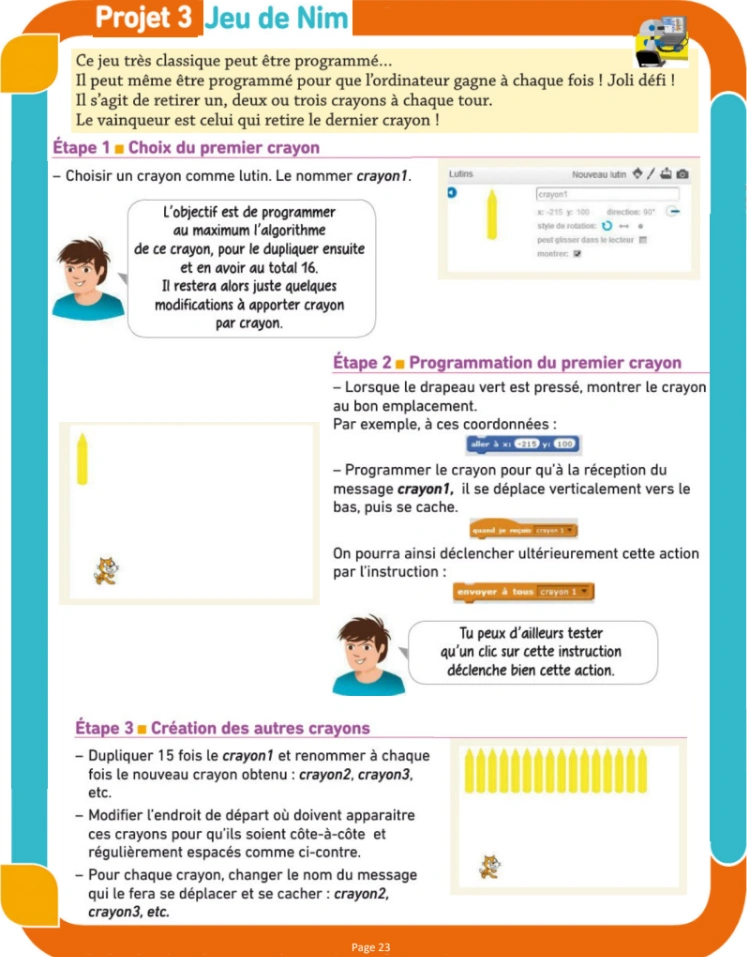 Projet 3 Jeu de Nim
Ce jeu très classique peut être programmé...
Il peut même être programmé pour que l'ordinateur gagne à chaque fois ! Joli défi !
Il s'agit de retirer un, deux ou trois crayons à chaque tour.
Le vainqueur est celui qui retire le dernier crayon !
Étape 1 ■ Choix du premier crayon
– Choisir un crayon comme lutin. Le nommer crayon1.
L'objectif est de programmer
au maximum l'algorithme
de ce crayon, pour le dupliquer ensuite
et en avoir au total 16.
Il restera alors juste quelques
modifications à apporter crayon
par crayon.
Lutins Nouveau lutin
crayon1
x: -215 y: 100 direction: 90°
style de rotation:
peut glisser dans le lecteur
montrer:
Étape 2 ■ Programmation du premier crayon
– Lorsque le drapeau vert est pressé, montrer le crayon
au bon emplacement.
Par exemple, à ces coordonnées :
aller à x: -215 y: 100
– Programmer le crayon pour qu'à la réception du
message crayon1, il se déplace verticalement vers le
bas, puis se cache.
quand je reçois crayon 1
On pourra ainsi déclencher ultérieurement cette action
par l'instruction :
envoyer à tous crayon 1
Tu peux d'ailleurs tester
qu'un clic sur cette instruction
déclenche bien cette action.
Étape 3 ■ Création des autres crayons
– Dupliquer 15 fois le crayon1 et renommer à chaque
fois le nouveau crayon obtenu : crayon2, crayon3,
etc.
– Modifier l'endroit de départ où doivent apparaitre
ces crayons pour qu'ils soient côte-à-côte et
régulièrement espacés comme ci-contre.
– Pour chaque crayon, changer le nom du message
qui le fera se déplacer et se cacher : crayon2,
crayon3, etc.
Page 23